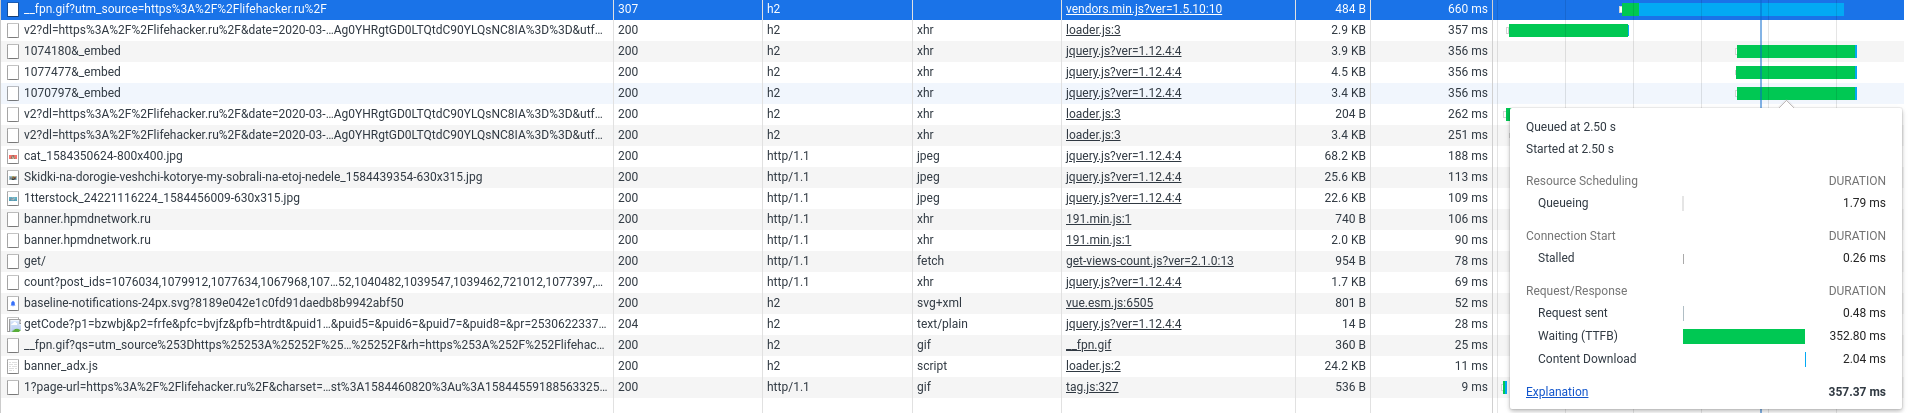 __fpn.gif?utm_source=https%3A%2F%2Flifehacker.ru%2F 307 h2 vendors.min.js?ver=1.5.10:10 484 B 660 ms
v2?dl=https%3A%2F%2Flifehacker.ru%2F&date=2020-03-…Ag0YHRgtGD0LTQtdC90YLQsNC8IA%3D%3D&utf… 200 h2 xhr loader.js:3 2.9 KB 357 ms
1074180&_embed 200 h2 xhr jquery.js?ver=1.12.4:4 3.9 KB 356 ms
1077477&_embed 200 h2 xhr jquery.js?ver=1.12.4:4 4.5 KB 356 ms
1070797&_embed 200 h2 xhr jquery.js?ver=1.12.4:4 3.4 KB 356 ms
v2?dl=https%3A%2F%2Flifehacker.ru%2F&date=2020-03-…Ag0YHRgtGD0LTQtdC90YLQsNC8IA%3D%3D&utf… 200 h2 xhr loader.js:3 204 B 262 ms
v2?dl=https%3A%2F%2Flifehacker.ru%2F&date=2020-03-…Ag0YHRgtGD0LTQtdC90YLQsNC8IA%3D%3D&utf… 200 h2 xhr loader.js:3 3.4 KB 251 ms
cat_1584350624-800x400.jpg 200 http/1.1 jpeg jquery.js?ver=1.12.4:4 68.2 KB 188 ms
Skidki-na-dorogie-veshchi-kotorye-my-sobrali-na-etoj-nedele_1584439354-630x315.jpg 200 http/1.1 jpeg jquery.js?ver=1.12.4:4 25.6 KB 113 ms
1tterstock_24221116224_1584456009-630x315.jpg 200 http/1.1 jpeg jquery.js?ver=1.12.4:4 22.6 KB 109 ms
banner.hpmdnetwork.ru 200 http/1.1 xhr 191.min.js:1 740 B 106 ms
banner.hpmdnetwork.ru 200 http/1.1 xhr 191.min.js:1 2.0 KB 90 ms
get/ 200 http/1.1 fetch get-views-count.js?ver=2.1.0:13 954 B 78 ms
count?post_ids=1076034,1079912,1077634,1067968,107…52,1040482,1039547,1039462,721012,1077397,… 200 http/1.1 xhr jquery.js?ver=1.12.4:4 1.7 KB 69 ms
baseline-notifications-24px.svg?8189e042e1c0fd91daedb8b9942abf50 200 h2 svg+xml vue.esm.js:6505 801 B 52 ms
getCode?p1=bzwbj&p2=frfe&pfc=bvjfz&pfb=htrdt&puid1…&puid5=&puid6=&puid7=&puid8=&pr=2530622337… 204 h2 text/plain jquery.js?ver=1.12.4:4 14 B 28 ms
__fpn.gif?qs=utm_source%253Dhttps%25253A%25252F%25…%25252F&rh=https%253A%252F%252Flifehac… 200 h2 gif __fpn.gif 360 B 25 ms
banner_adx.js 200 h2 script loader.js:2 24.2 KB 11 ms
1?page-url=https%3A%2F%2Flifehacker.ru%2F&charset=…st%3A1584460820%3Au%3A15844559188563325… 200 http/1.1 gif tag.js:327 536 B 9 ms
Queued at 2.50 s
Started at 2.50 s
Resource Scheduling DURATION
Queueing 1.79 ms
Connection Start DURATION
Stalled 0.26 ms
Request/Response DURATION
Request sent 0.48 ms
Waiting (TTFB) 352.80 ms
Content Download 2.04 ms
Explanation 357.37 ms